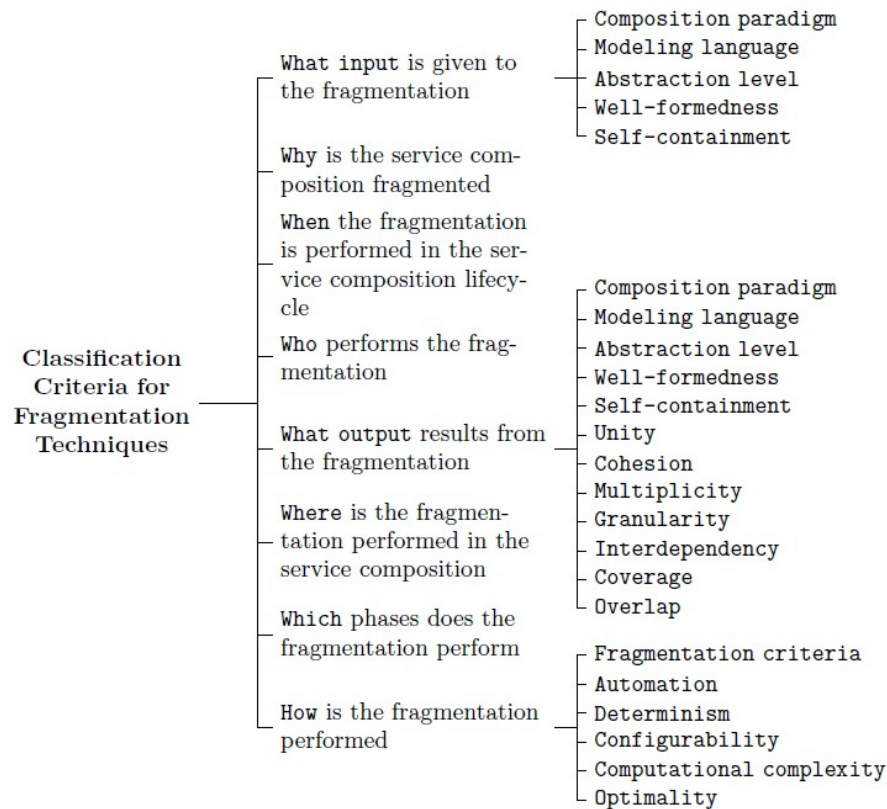 Classification
Criteria for
Fragmentation
Techniques
What input is given to
the fragmentation
Composition paradigm
Modeling language
Abstraction level
Well-formedness
Self-containment
Why is the service com-
position fragmented
When the fragmentation
is performed in the ser-
vice composition lifecy-
cle
Who performs the frag-
mentation
What output results from
the fragmentation
Composition paradigm
Modeling language
Abstraction level
Well-formedness
Self-containment
Unity
Cohesion
Multiplicity
Granularity
Interdependency
Coverage
Overlap
Where is the fragmen-
tation performed in the
service composition
Which phases does the
fragmentation perform
How is the fragmentation
performed
Fragmentation criteria
Automation
Determinism
Configurability
Computational complexity
Optimality